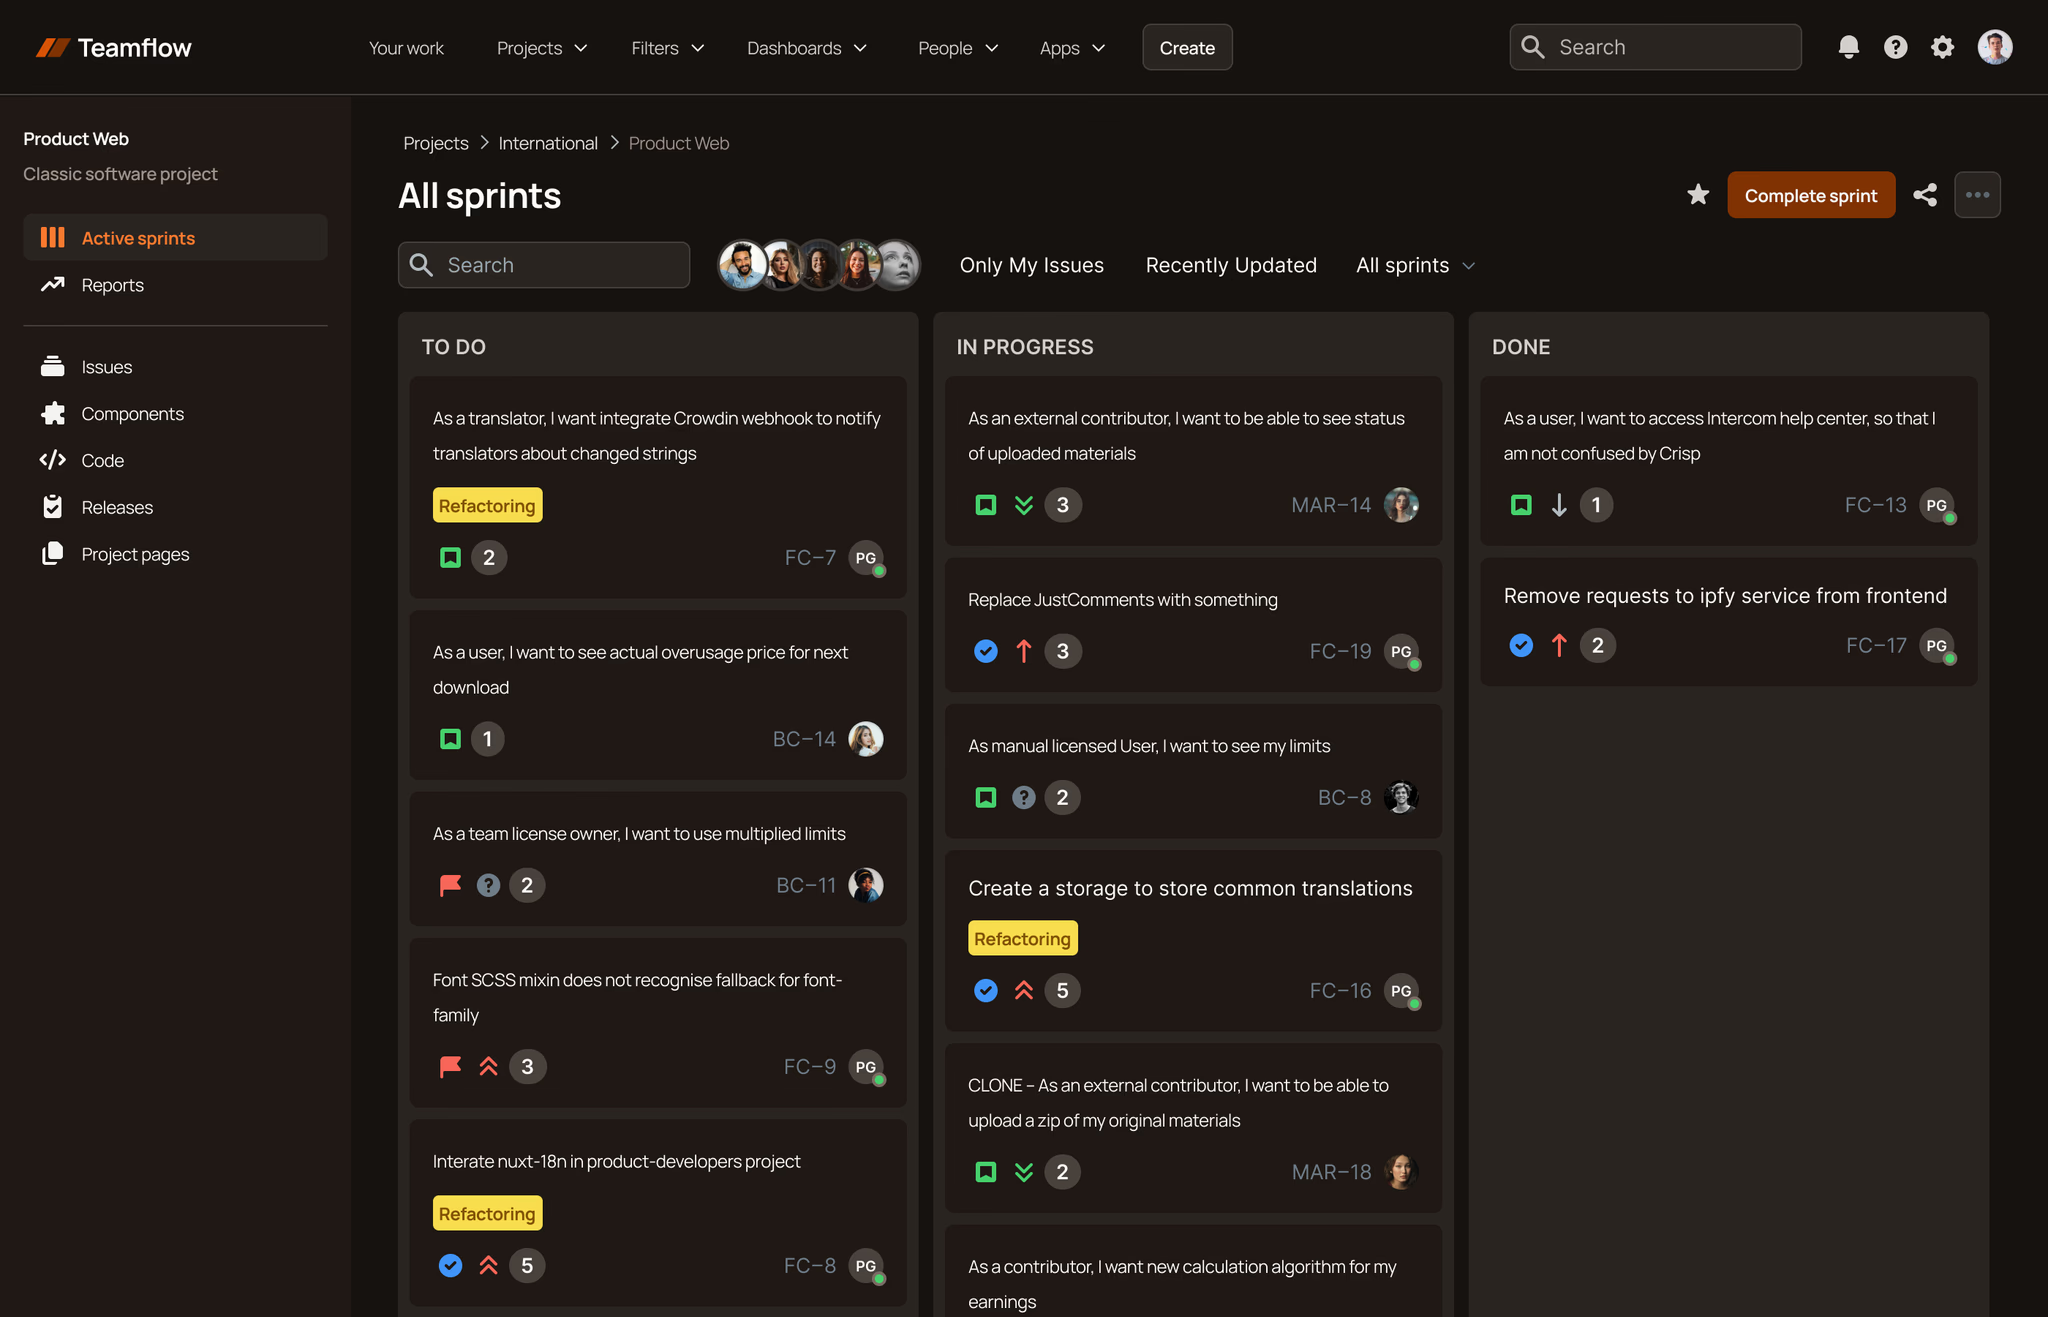 Teamflow
Your work
Projects
Filters
Dashboards
People
Apps
Create
Search
Product Web
Classic software project
Active sprints
Reports
Issues
Components
Code
Releases
Project pages
Projects
International
Product Web
All sprints
Complete sprint
Search
Only My Issues
Recently Updated
All sprints
TO DO
As a translator, I want integrate Crowdin webhook to notify
translators about changed strings
Refactoring
2
FC–7
PG
As a user, I want to see actual overusage price for next
download
1
BC–14
As a team license owner, I want to use multiplied limits
?
2
BC–11
Font SCSS mixin does not recognise fallback for font-
family
3
FC–9
PG
Interate nuxt-18n in product-developers project
Refactoring
5
FC–8
PG
IN PROGRESS
As an external contributor, I want to be able to see status
of uploaded materials
3
MAR–14
Replace JustComments with something
3
FC–19
PG
As manual licensed User, I want to see my limits
?
2
BC–8
Create a storage to store common translations
Refactoring
5
FC–16
PG
CLONE – As an external contributor, I want to be able to
upload a zip of my original materials
2
MAR–18
As a contributor, I want new calculation algorithm for my
earnings
DONE
As a user, I want to access Intercom help center, so that I
am not confused by Crisp
1
FC–13
PG
Remove requests to ipfy service from frontend
2
FC–17
PG